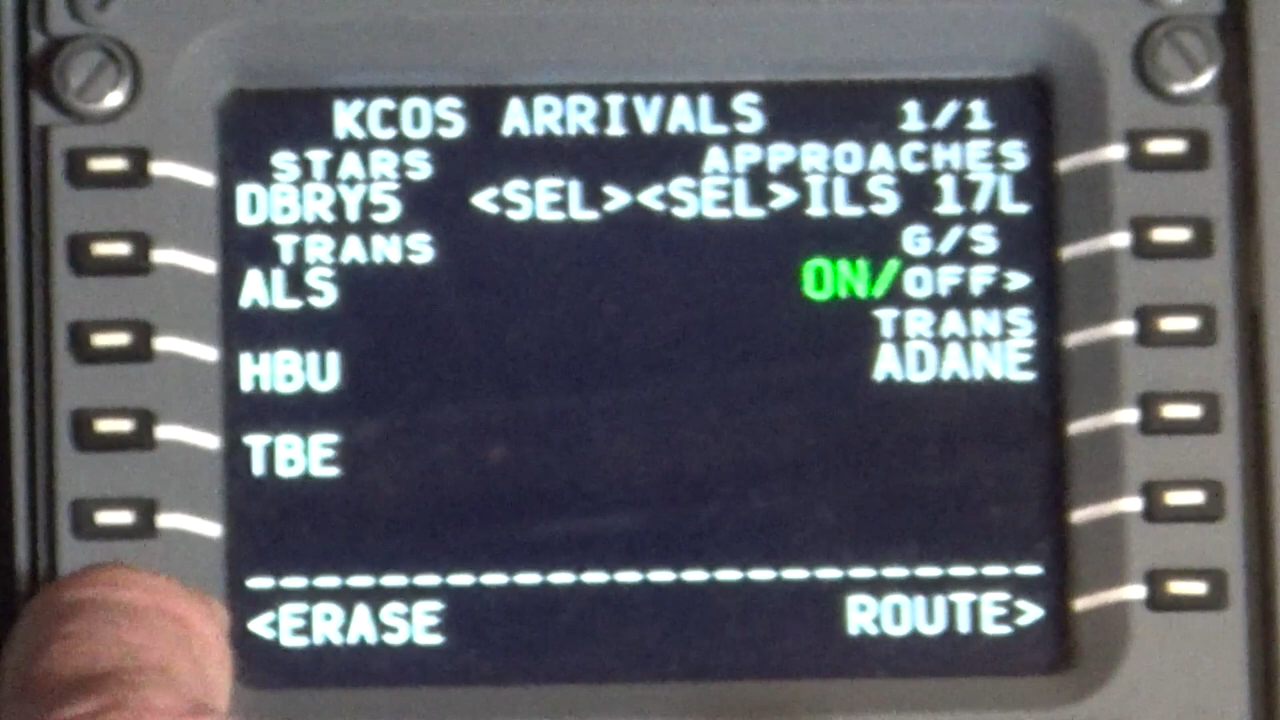 KCOS ARRIVALS 1/1
STARS APPROACHES
DBRY5 <SEL><SEL>ILS 17L
TRANS G/S
ALS ON/OFF>
TRANS
HBU ADANE
TBE
--------------------------
<ERASE ROUTE>